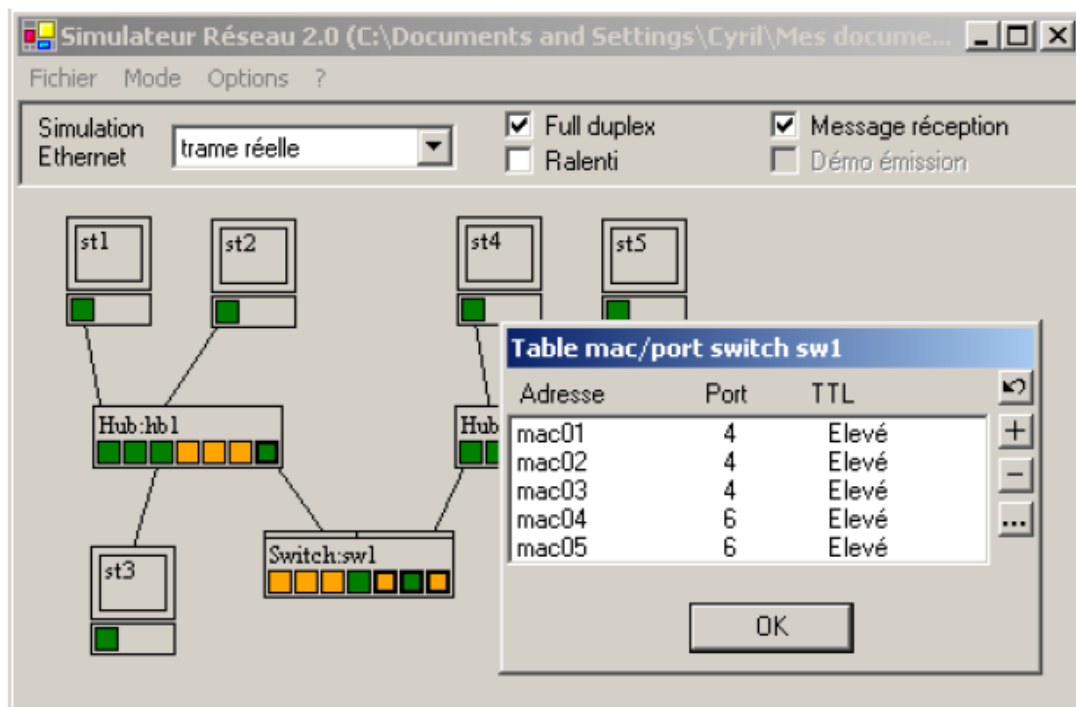 Simulateur Réseau 2.0 (C:\Documents and Settings\Cyril\Mes docume...
Fichier Mode Options ?
Simulation Ethernet
trame réelle
Full duplex
Ralenti
Message réception
Démo émission
st1
st2
st4
st5
Hub:hb1
Hub
st3
Switch:sw1
Table mac/port switch sw1
Adresse Port TTL
mac01 4 Elevé
mac02 4 Elevé
mac03 4 Elevé
mac04 6 Elevé
mac05 6 Elevé
+
-
...
OK